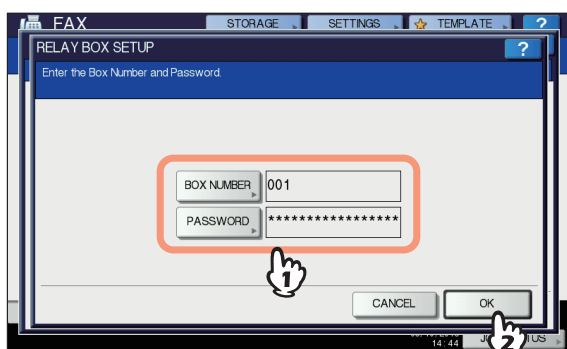 FAX STORAGE SETTINGS TEMPLATE ?
RELAY BOX SETUP ?
Enter the Box Number and Password.
BOX NUMBER 001
PASSWORD *****************
1
CANCEL OK
14:44
2